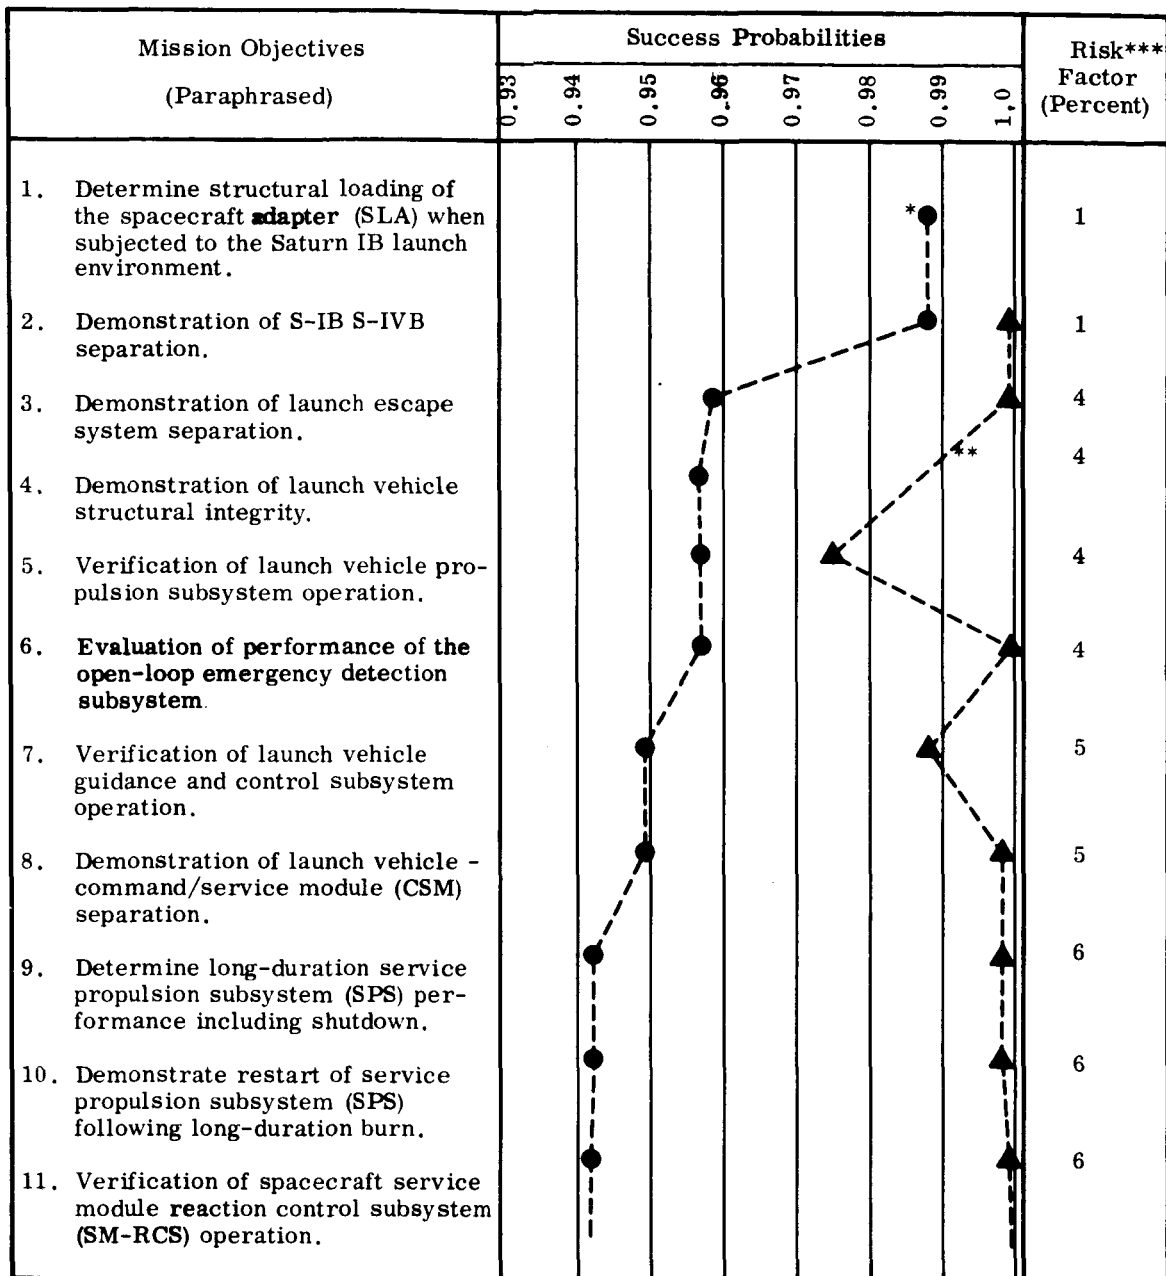 Mission Objectives
(Paraphrased)
Success Probabilities
0.93
0.94
0.95
0.96
0.97
0.98
0.99
1.0
Risk***
Factor
(Percent)
1. Determine structural loading of
the spacecraft adapter (SLA) when
subjected to the Saturn IB launch
environment.
*
1
2. Demonstration of S-IB S-IVB
separation.
1
3. Demonstration of launch escape
system separation.
4
**
4
4. Demonstration of launch vehicle
structural integrity.
5. Verification of launch vehicle pro-
pulsion subsystem operation.
4
6. Evaluation of performance of the
open-loop emergency detection
subsystem.
4
7. Verification of launch vehicle
guidance and control subsystem
operation.
5
8. Demonstration of launch vehicle -
command/service module (CSM)
separation.
5
9. Determine long-duration service
propulsion subsystem (SPS) per-
formance including shutdown.
6
10. Demonstrate restart of service
propulsion subsystem (SPS)
following long-duration burn.
6
11. Verification of spacecraft service
module reaction control subsystem
(SM-RCS) operation.
6